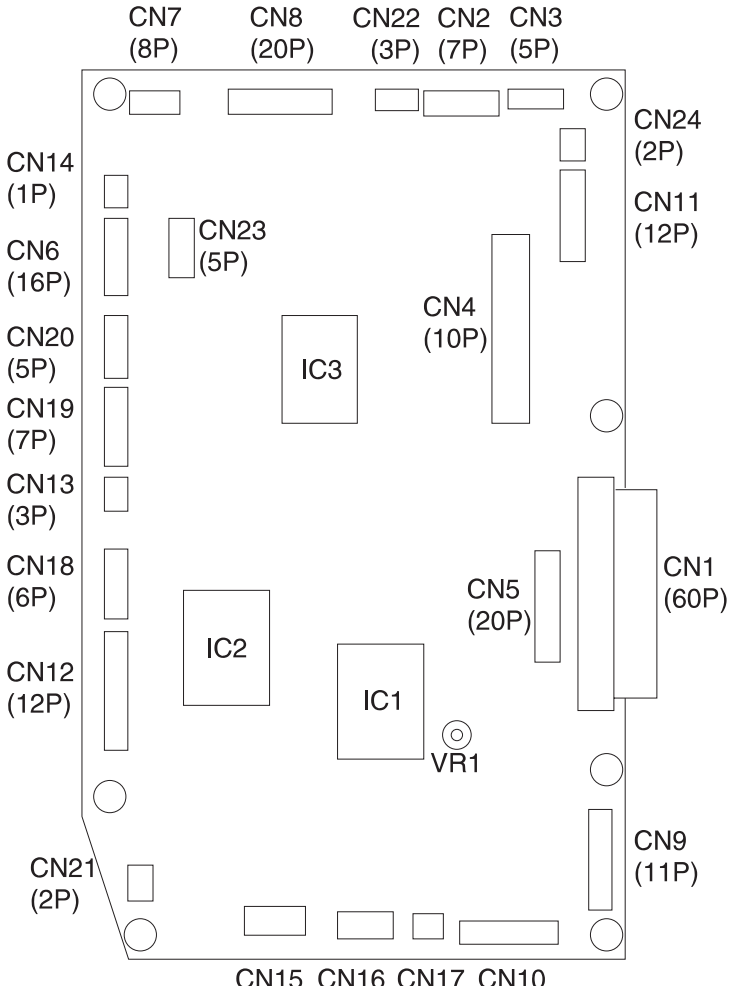 CN7
(8P)
CN8
(20P)
CN22
(3P)
CN2
(7P)
CN3
(5P)
CN24
(2P)
CN14
(1P)
CN11
(12P)
CN23
(5P)
CN6
(16P)
CN4
(10P)
CN20
(5P)
IC3
CN19
(7P)
CN13
(3P)
CN18
(6P)
CN1
(60P)
CN5
(20P)
IC2
CN12
(12P)
IC1
VR1
CN9
(11P)
CN21
(2P)
CN15 CN16 CN17 CN10